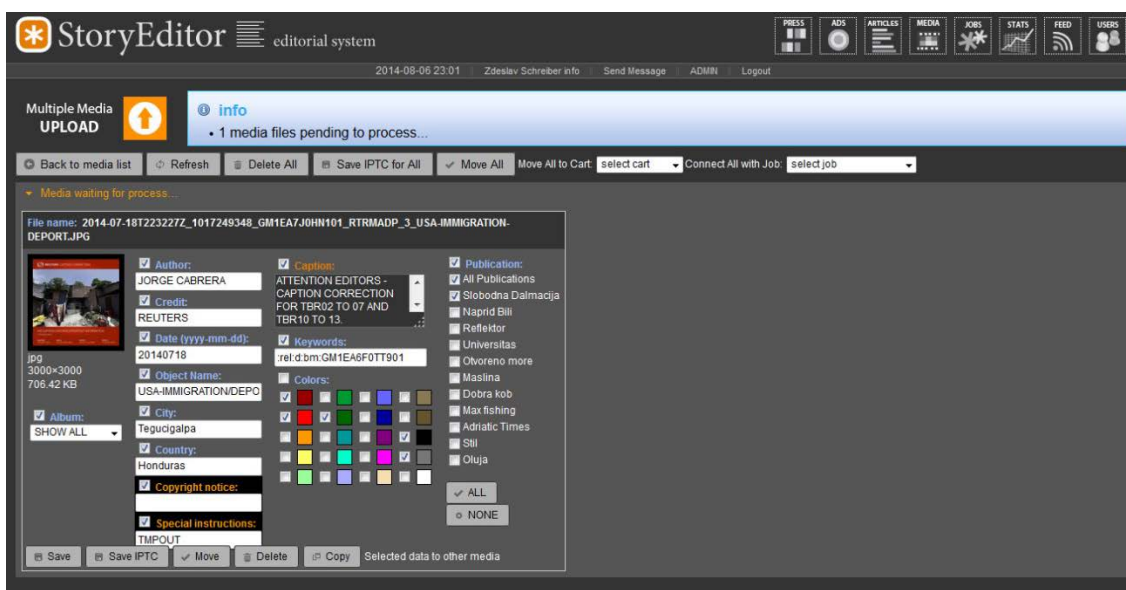 StoryEditor editorial system
PRESS ADS ARTICLES MEDIA JOBS STATS FEED USERS
2014-08-06 23:01 Zdeslav Schreiber info Send Message ADMIN Logout
Multiple Media
UPLOAD
info
• 1 media files pending to process...
Back to media list Refresh Delete All Save IPTC for All Move All Move All to Cart: select cart Connect All with Job: select job
Media waiting for process...
File name: 2014-07-18T223227Z_1017249348_GM1EA7J0HN101_RTRMADP_3_USA-IMMIGRATION-
DEPORT.JPG
jpg
3000×3000
706.42 KB
Album:
SHOW ALL
Author:
JORGE CABRERA
Credit:
REUTERS
Date (yyyy-mm-dd):
20140718
Object Name:
USA-IMMIGRATION/DEPO
City:
Tegucigalpa
Country:
Honduras
Copyright notice:
Special instructions:
TMPOUT
Caption:
ATTENTION EDITORS -
CAPTION CORRECTION
FOR TBR02 TO 07 AND
TBR10 TO 13.
Keywords:
:rel:d:bm:GM1EA6F0TT901
Colors:
Publication:
All Publications
Slobodna Dalmacija
Naprid Bili
Reflektor
Universitas
Otvoreno more
Maslina
Dobra kob
Max fishing
Adriatic Times
Stil
Oluja
ALL
NONE
Save Save IPTC Move Delete Copy Selected data to other media